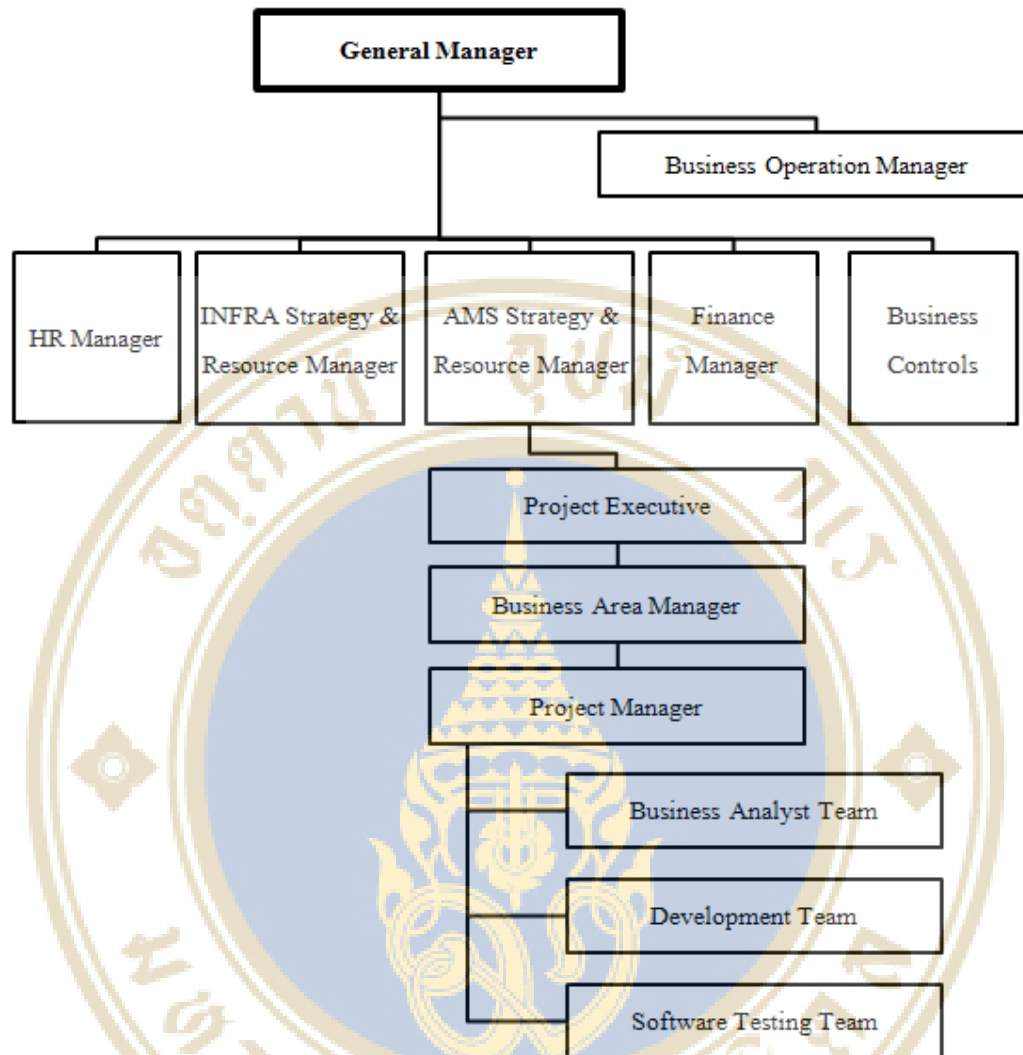 General Manager
Business Operation Manager
HR Manager
INFRA Strategy &
Resource Manager
AMS Strategy &
Resource Manager
Finance
Manager
Business
Controls
Project Executive
Business Area Manager
Project Manager
Business Analyst Team
Development Team
Software Testing Team